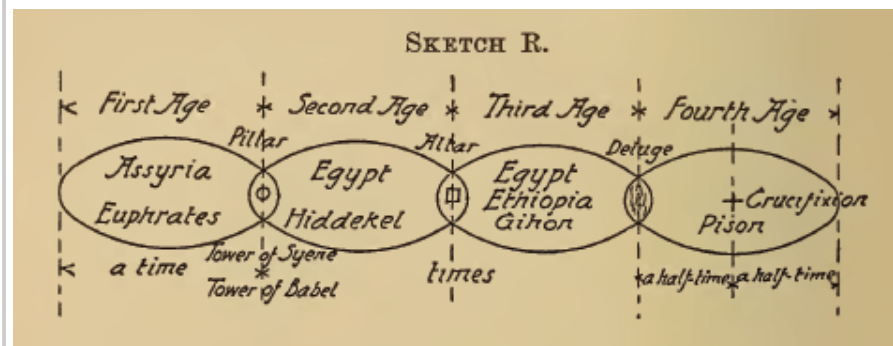 SKETCH R.
First Age Second Age Third Age Fourth Age
Pillar Altar Deluge
Assyria Egypt Egypt
Ethiopia Crucifixion
Euphrates Hiddekel Gihon Pison
Tower of Syene
a time times a half-time a half-time
Tower of Babel